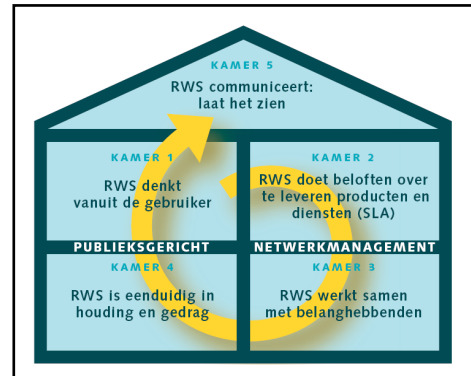 KAMER 5
RWS communiceert:
laat het zien
KAMER 1
RWS denkt
vanuit de gebruiker
KAMER 2
RWS doet beloften over
te leveren producten en
diensten (SLA)
PUBLIEKSGERICHT NETWERKMANAGEMENT
KAMER 4
RWS is eenduidig in
houding en gedrag
KAMER 3
RWS werkt samen
met belanghebbenden